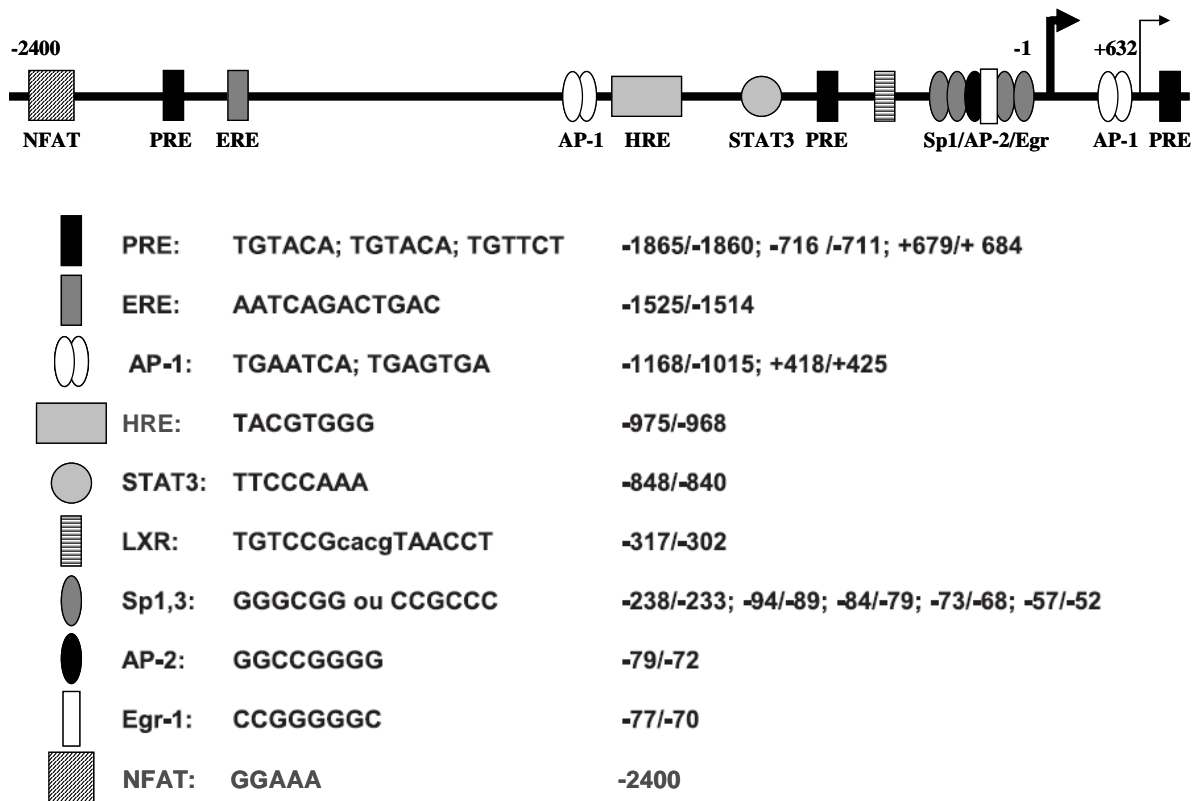 -2400 -1 +632
NFAT PRE ERE AP-1 HRE STAT3 PRE Sp1/AP-2/Egr AP-1 PRE
PRE: TGTACA; TGTACA; TGTTCT -1865/-1860; -716 /-711; +679/+ 684
ERE: AATCAGACTGAC -1525/-1514
AP-1: TGAATCA; TGAGTGA -1168/-1015; +418/+425
HRE: TACGTGGG -975/-968
STAT3: TTCCCAAA -848/-840
LXR: TGTCCGcacgTAACCT -317/-302
Sp1,3: GGGCGG ou CCGCCC -238/-233; -94/-89; -84/-79; -73/-68; -57/-52
AP-2: GGCCGGGG -79/-72
Egr-1: CCGGGGGC -77/-70
NFAT: GGAAA -2400